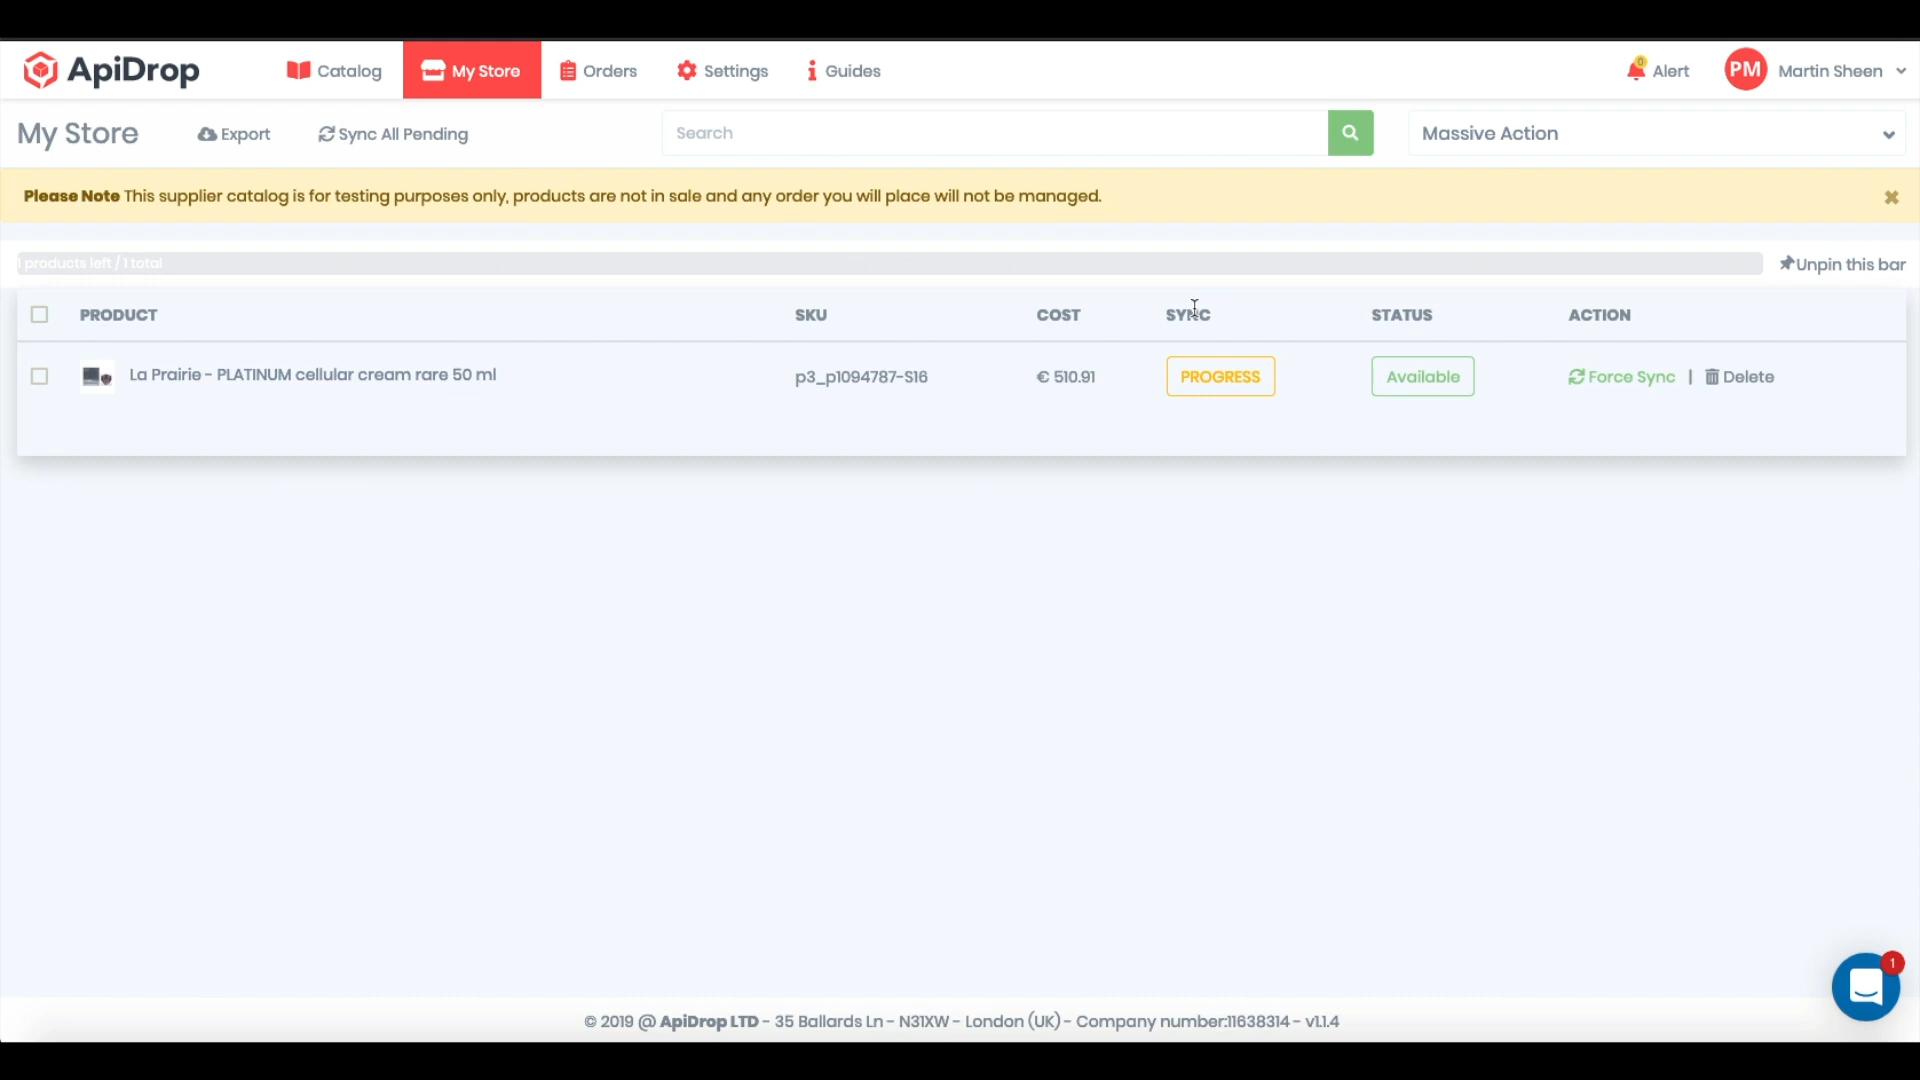 ApiDrop
Catalog
My Store
Orders
Settings
Guides
0
Alert
PM
Martin Sheen
My Store
Export
Sync All Pending
Search
Massive Action
Please Note This supplier catalog is for testing purposes only, products are not in sale and any order you will place will not be managed.
1 products left / 1 total
Unpin this bar
PRODUCT SKU COST SYNC STATUS ACTION
La Prairie - PLATINUM cellular cream rare 50 ml p3_p1094787-S16 € 510.91 PROGRESS Available Force Sync | Delete
1
© 2019 @ ApiDrop LTD - 35 Ballards Ln - N31XW - London (UK) - Company number:11638314 - v1.1.4